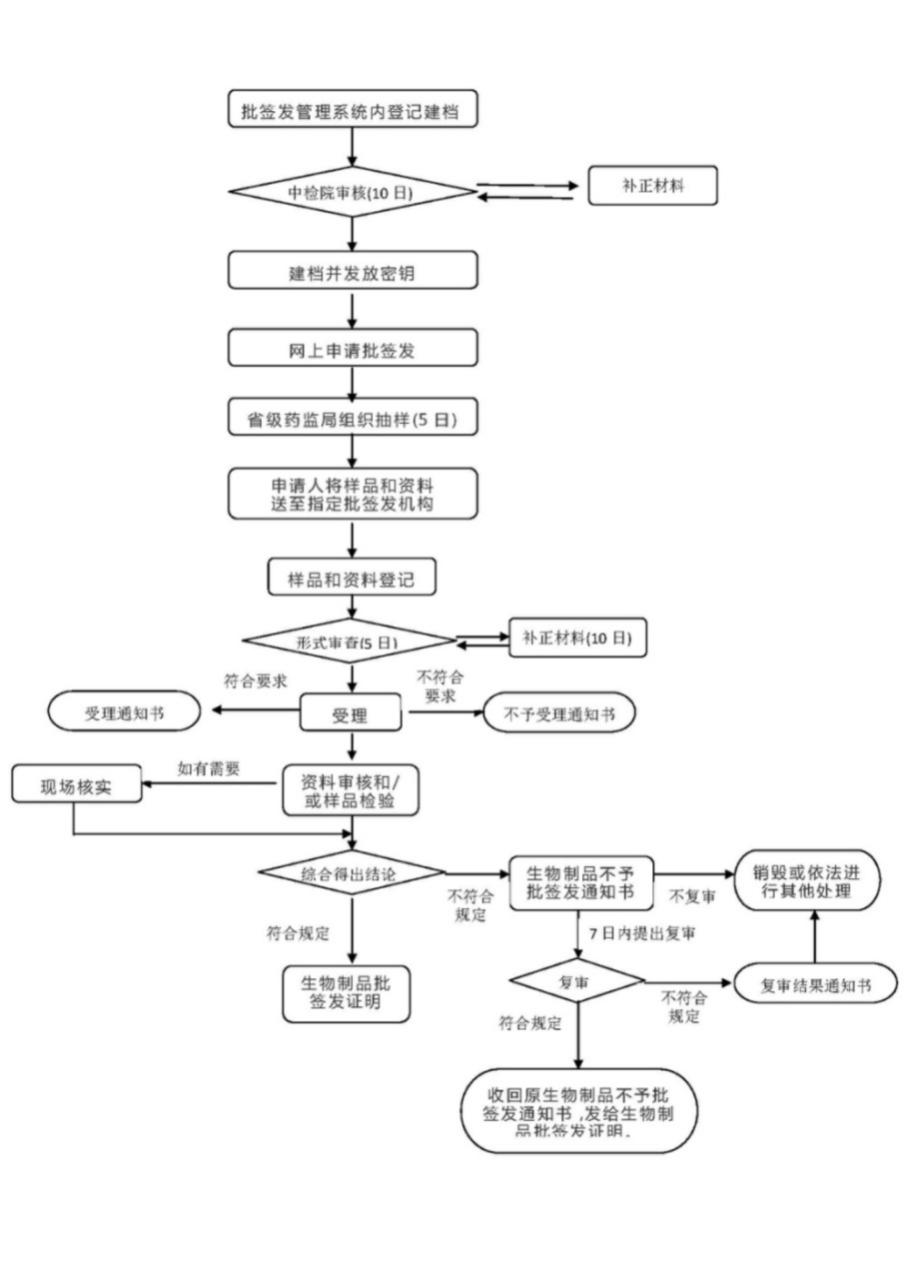 批签发管理系统内登记建档
中检院审核(10 日)
补正材料
建档并发放密钥
网上申请批签发
省级药监局组织抽样(5 日)
申请人将样品和资料
送至指定批签发机构
样品和资料登记
形式审查(5 日)
补正材料(10 日)
符合要求
不符合
要求
受理通知书
受理
不予受理通知书
如有需要
现场核实
资料审核和/
或样品检验
综合得出结论
不符合
规定
生物制品不予
批签发通知书
不复审
销毁或依法进
行其他处理
符合规定
7 日内提出复审
生物制品批
签发证明
复审
不符合
规定
复审结果通知书
符合规定
收回原生物制品不予批
签发通知书,发给生物制
品批签发证明。